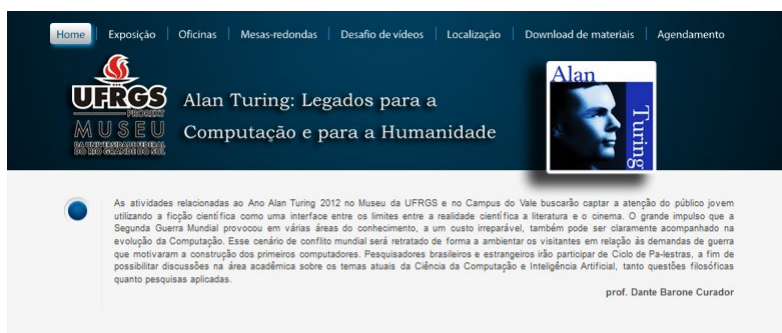 Home Exposição Oficinas Mesas-redondas Desafio de vídeos Localização Download de materiais Agendamento
UFRGS
PROREXT
MUSEU
DA UNIVERSIDADE FEDERAL
DO RIO GRANDE DO SUL
Alan Turing: Legados para a
Computação e para a Humanidade
Alan
Turing
As atividades relacionadas ao Ano Alan Turing 2012 no Museu da UFRGS e no Campus do Vale buscarão captar a atenção do público jovem
utilizando a ficção científica como uma interface entre os limites entre a realidade científica a literatura e o cinema. O grande impulso que a
Segunda Guerra Mundial provocou em várias áreas do conhecimento, a um custo irreparável, também pode ser claramente acompanhado na
evolução da Computação. Esse cenário de conflito mundial será retratado de forma a ambientar os visitantes em relação às demandas de guerra
que motivaram a construção dos primeiros computadores. Pesquisadores brasileiros e estrangeiros irão participar de Ciclo de Pa-lestras, a fim de
possibilitar discussões na área acadêmica sobre os temas atuais da Ciência da Computação e Inteligência Artificial, tanto questões filosóficas
quanto pesquisas aplicadas.
prof. Dante Barone Curador